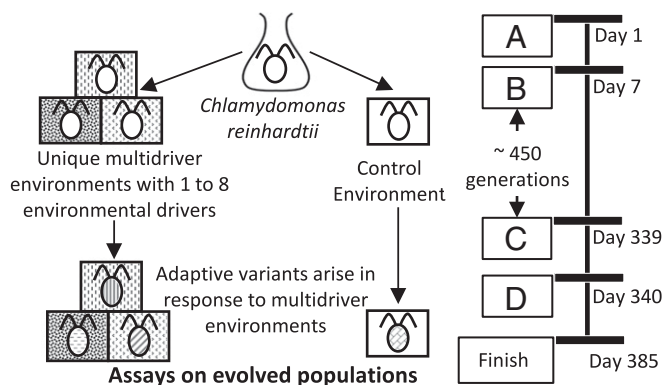 Chlamydomonas
reinhardtii
Unique multidriver
environments with 1 to 8
environmental drivers
Control
Environment
Adaptive variants arise in
response to multidriver
environments
Assays on evolved populations
A
Day 1
B
Day 7
~ 450
generations
C
Day 339
D
Day 340
Finish
Day 385